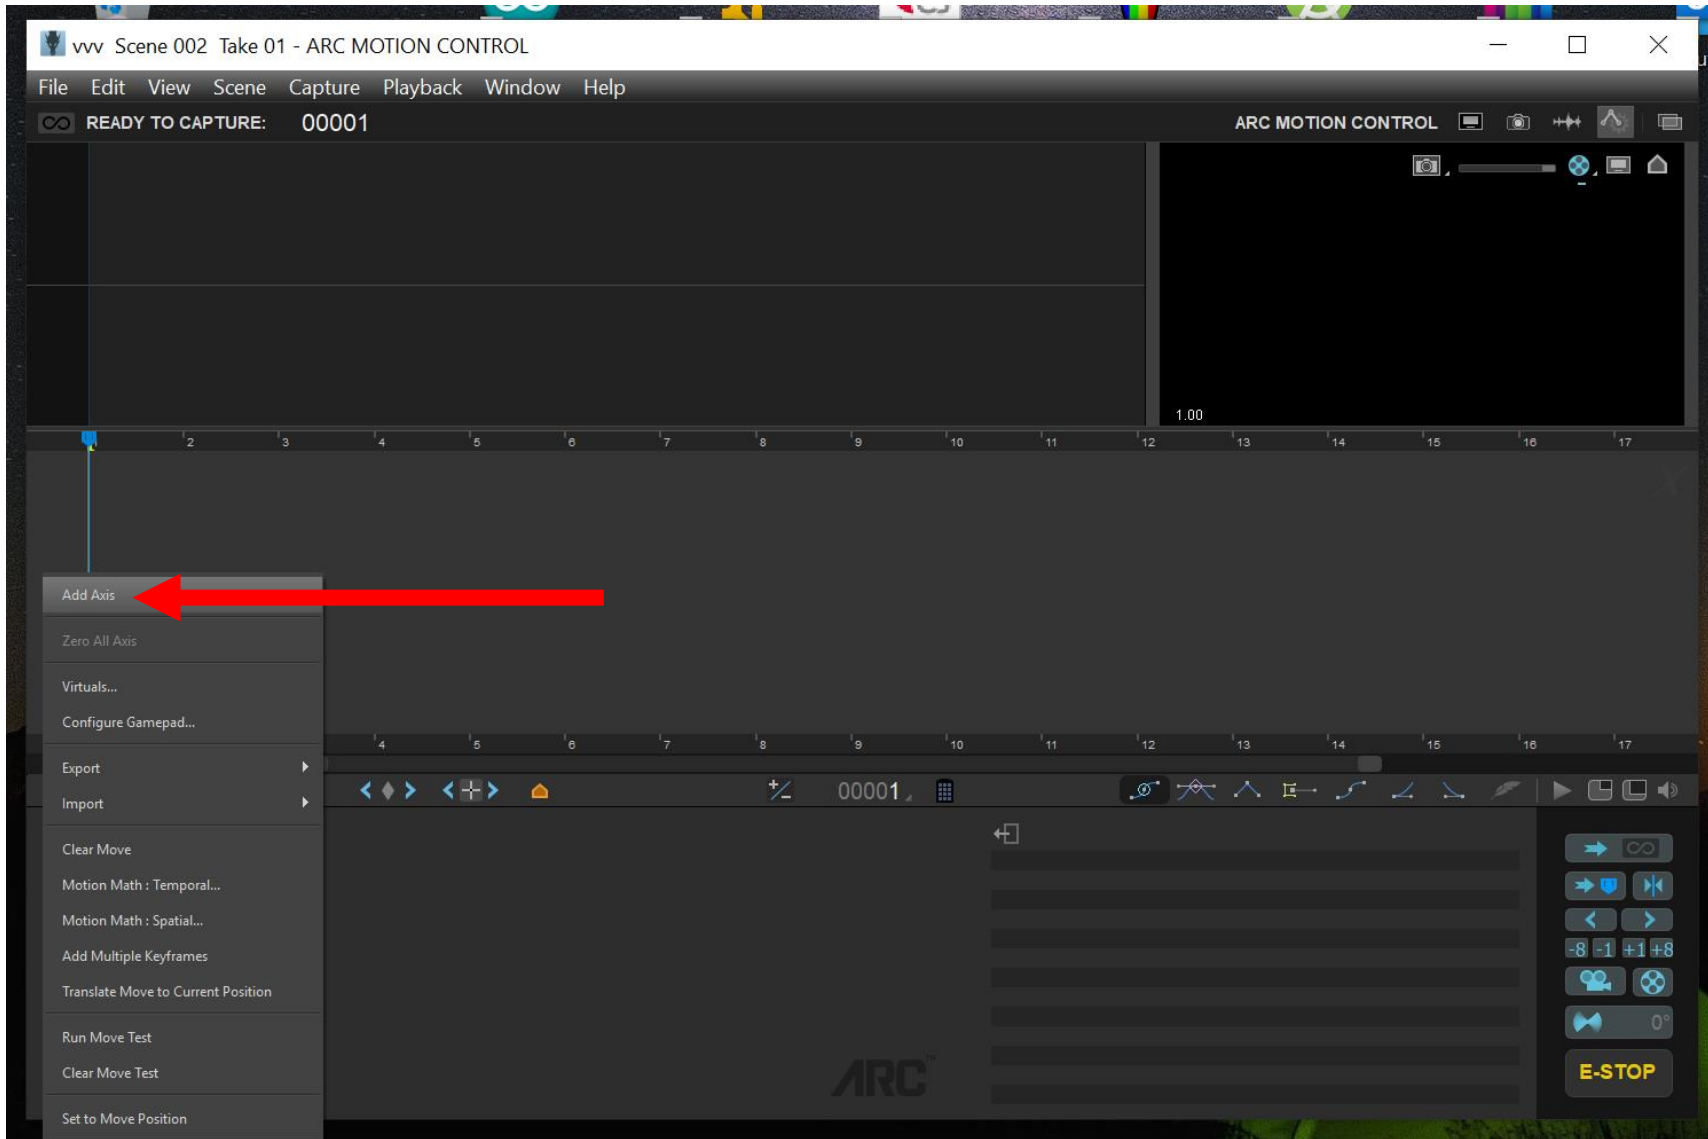 vvv Scene 002 Take 01 - ARC MOTION CONTROL
File Edit View Scene Capture Playback Window Help
READY TO CAPTURE: 00001
ARC MOTION CONTROL
1.00
2 3 4 5 6 7 8 9 10 11 12 13 14 15 16 17
X
Add Axis
Zero All Axis
Virtuals...
Configure Gamepad...
4 5 6 7 8 9 10 11 12 13 14 15 16 17
Export
Import
00001
Clear Move
Motion Math : Temporal...
Motion Math : Spatial...
Add Multiple Keyframes
Translate Move to Current Position
Run Move Test
Clear Move Test
Set to Move Position
-8 -1 +1 +8
0°
E-STOP
ARC™